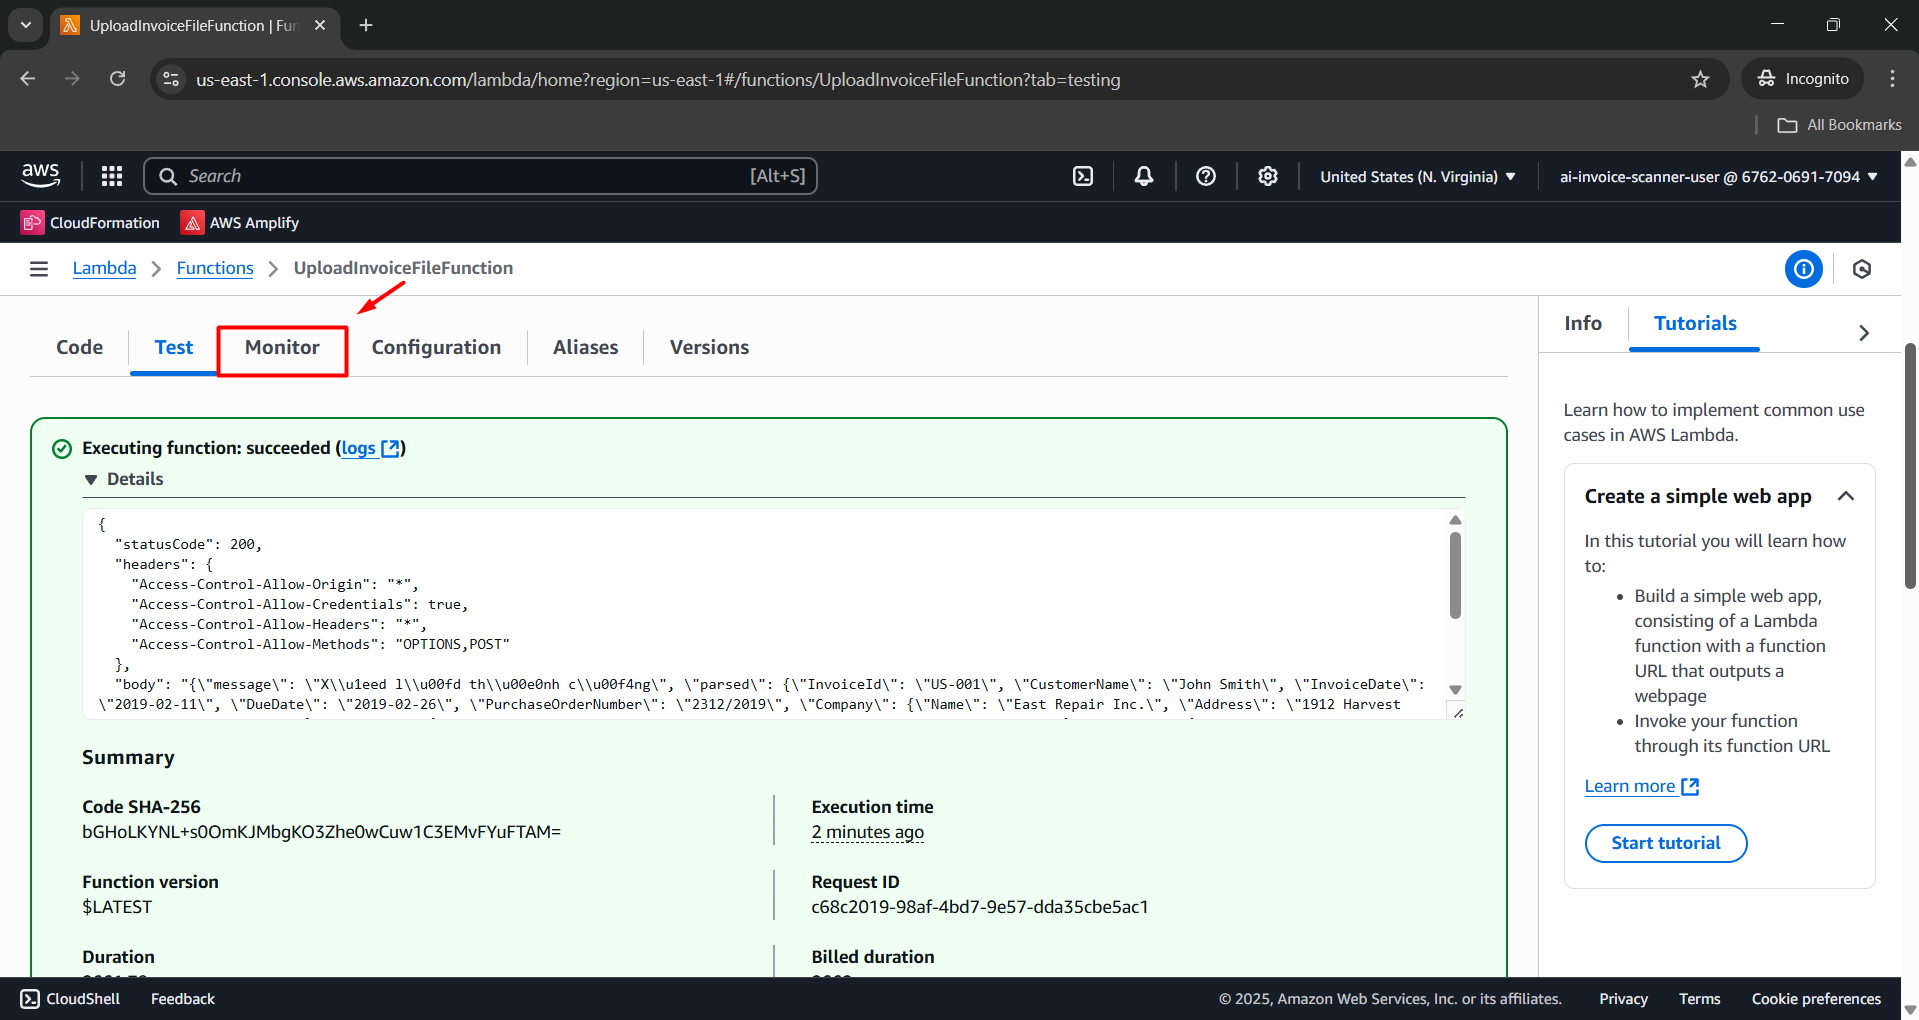 UploadInvoiceFileFunction | Fun
us-east-1.console.aws.amazon.com/lambda/home?region=us-east-1#/functions/UploadInvoiceFileFunction?tab=testing
Incognito
All Bookmarks
aws
Search
[Alt+S]
United States (N. Virginia)
ai-invoice-scanner-user @ 6762-0691-7094
CloudFormation
AWS Amplify
Lambda
Functions
UploadInvoiceFileFunction
Code
Test
Monitor
Configuration
Aliases
Versions
Executing function: succeeded (logs)
Details
{
"statusCode": 200,
"headers": {
"Access-Control-Allow-Origin": "*",
"Access-Control-Allow-Credentials": true,
"Access-Control-Allow-Headers": "*",
"Access-Control-Allow-Methods": "OPTIONS,POST"
},
"body": "{\"message\": \"X\\u1eed l\\u00fd th\\u00e0nh c\\u00f4ng\", \"parsed\": {\"InvoiceId\": \"US-001\", \"CustomerName\": \"John Smith\", \"InvoiceDate\":
\"2019-02-11\", \"DueDate\": \"2019-02-26\", \"PurchaseOrderNumber\": \"2312/2019\", \"Company\": {\"Name\": \"East Repair Inc.\", \"Address\": \"1912 Harvest
Summary
Code SHA-256
bGHoLKYNL+s0OmKJMbgKO3Zhe0wCuw1C3EMvFYuFTAM=
Execution time
2 minutes ago
Function version
$LATEST
Request ID
c68c2019-98af-4bd7-9e57-dda35cbe5ac1
Duration
Billed duration
Info
Tutorials
Learn how to implement common use
cases in AWS Lambda.
Create a simple web app
In this tutorial you will learn how
to:
Build a simple web app,
consisting of a Lambda
function with a function
URL that outputs a
webpage
Invoke your function
through its function URL
Learn more
Start tutorial
CloudShell
Feedback
© 2025, Amazon Web Services, Inc. or its affiliates.
Privacy
Terms
Cookie preferences